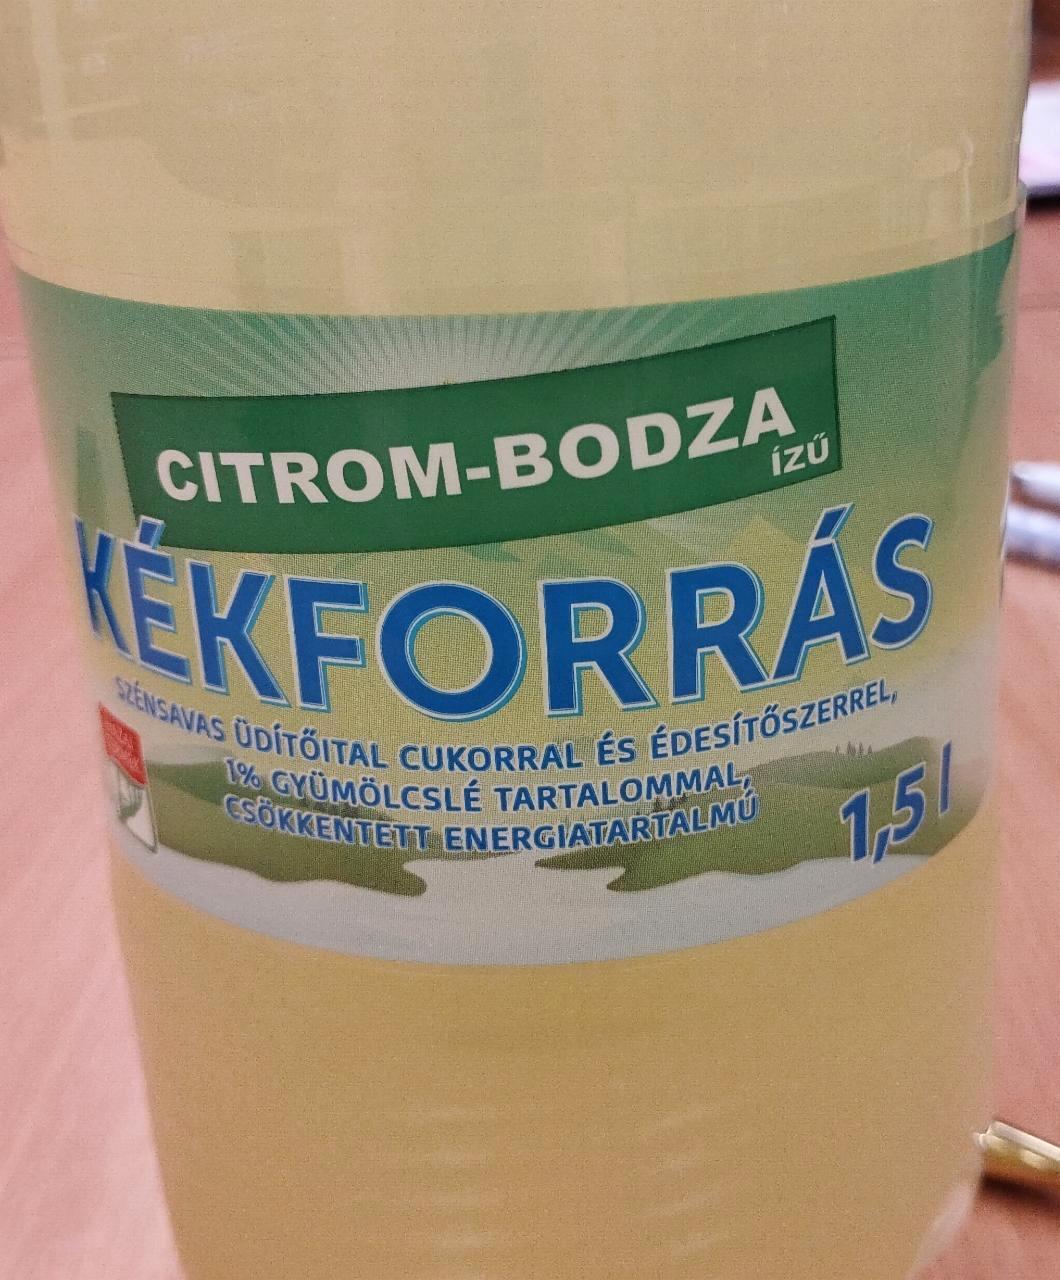 CITROM-BODZA
ÍZŰ
KÉKFORRÁS
SZÉNSAVAS ÜDÍTŐITAL CUKORRAL ÉS ÉDESÍTŐSZERREL,
1% GYÜMÖLCSLÉ TARTALOMMAL,
CSÖKKENTETT ENERGIATARTALMÚ
1,5 l